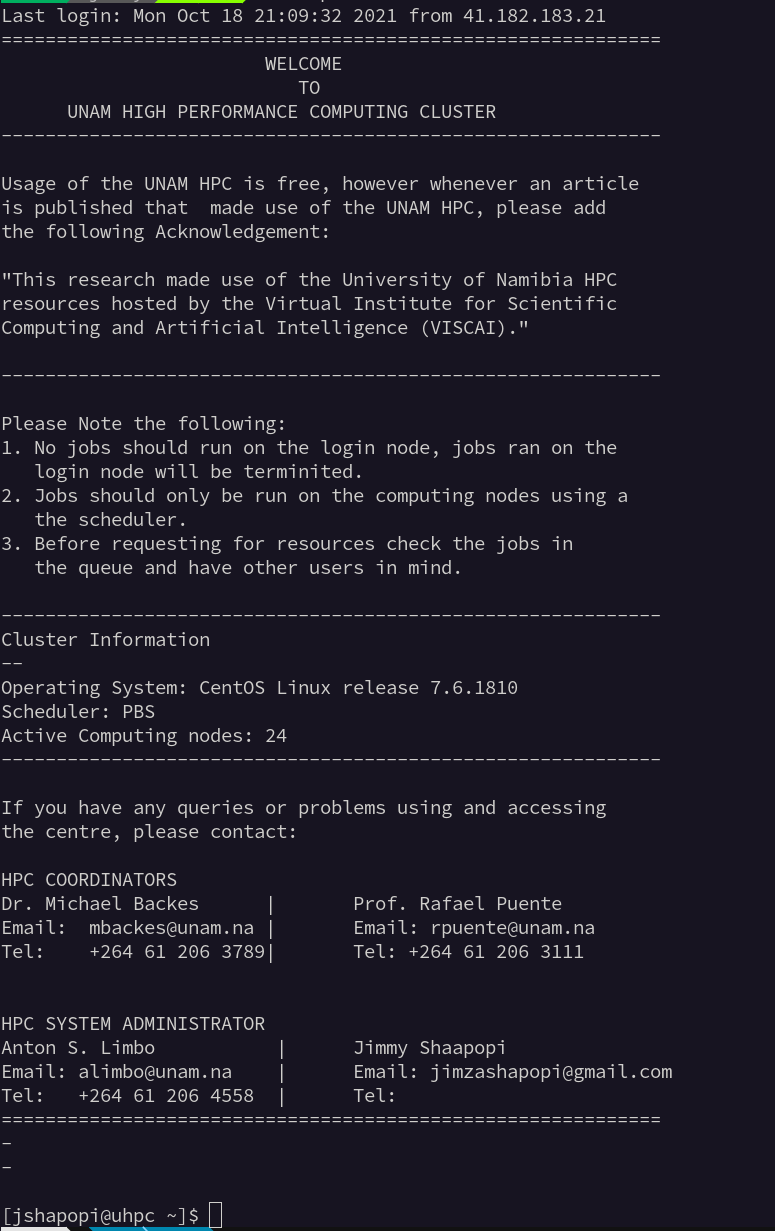 Last login: Mon Oct 18 21:09:32 2021 from 41.182.183.21
============================================================
                        WELCOME
                           TO
      UNAM HIGH PERFORMANCE COMPUTING CLUSTER
------------------------------------------------------------

Usage of the UNAM HPC is free, however whenever an article
is published that  made use of the UNAM HPC, please add
the following Acknowledgement:

"This research made use of the University of Namibia HPC
resources hosted by the Virtual Institute for Scientific
Computing and Artificial Intelligence (VISCAI)."

------------------------------------------------------------

Please Note the following:
1. No jobs should run on the login node, jobs ran on the
   login node will be terminited.
2. Jobs should only be run on the computing nodes using a
   the scheduler.
3. Before requesting for resources check the jobs in
   the queue and have other users in mind.

------------------------------------------------------------
Cluster Information
--
Operating System: CentOS Linux release 7.6.1810
Scheduler: PBS
Active Computing nodes: 24
------------------------------------------------------------

If you have any queries or problems using and accessing
the centre, please contact:

HPC COORDINATORS
Dr. Michael Backes      |       Prof. Rafael Puente
Email:  mbackes@unam.na |       Email: rpuente@unam.na
Tel:    +264 61 206 3789|       Tel: +264 61 206 3111


HPC SYSTEM ADMINISTRATOR
Anton S. Limbo           |      Jimmy Shaapopi
Email: alimbo@unam.na    |      Email: jimzashapopi@gmail.com
Tel:   +264 61 206 4558  |      Tel:
============================================================
-
-

[jshapopi@uhpc ~]$